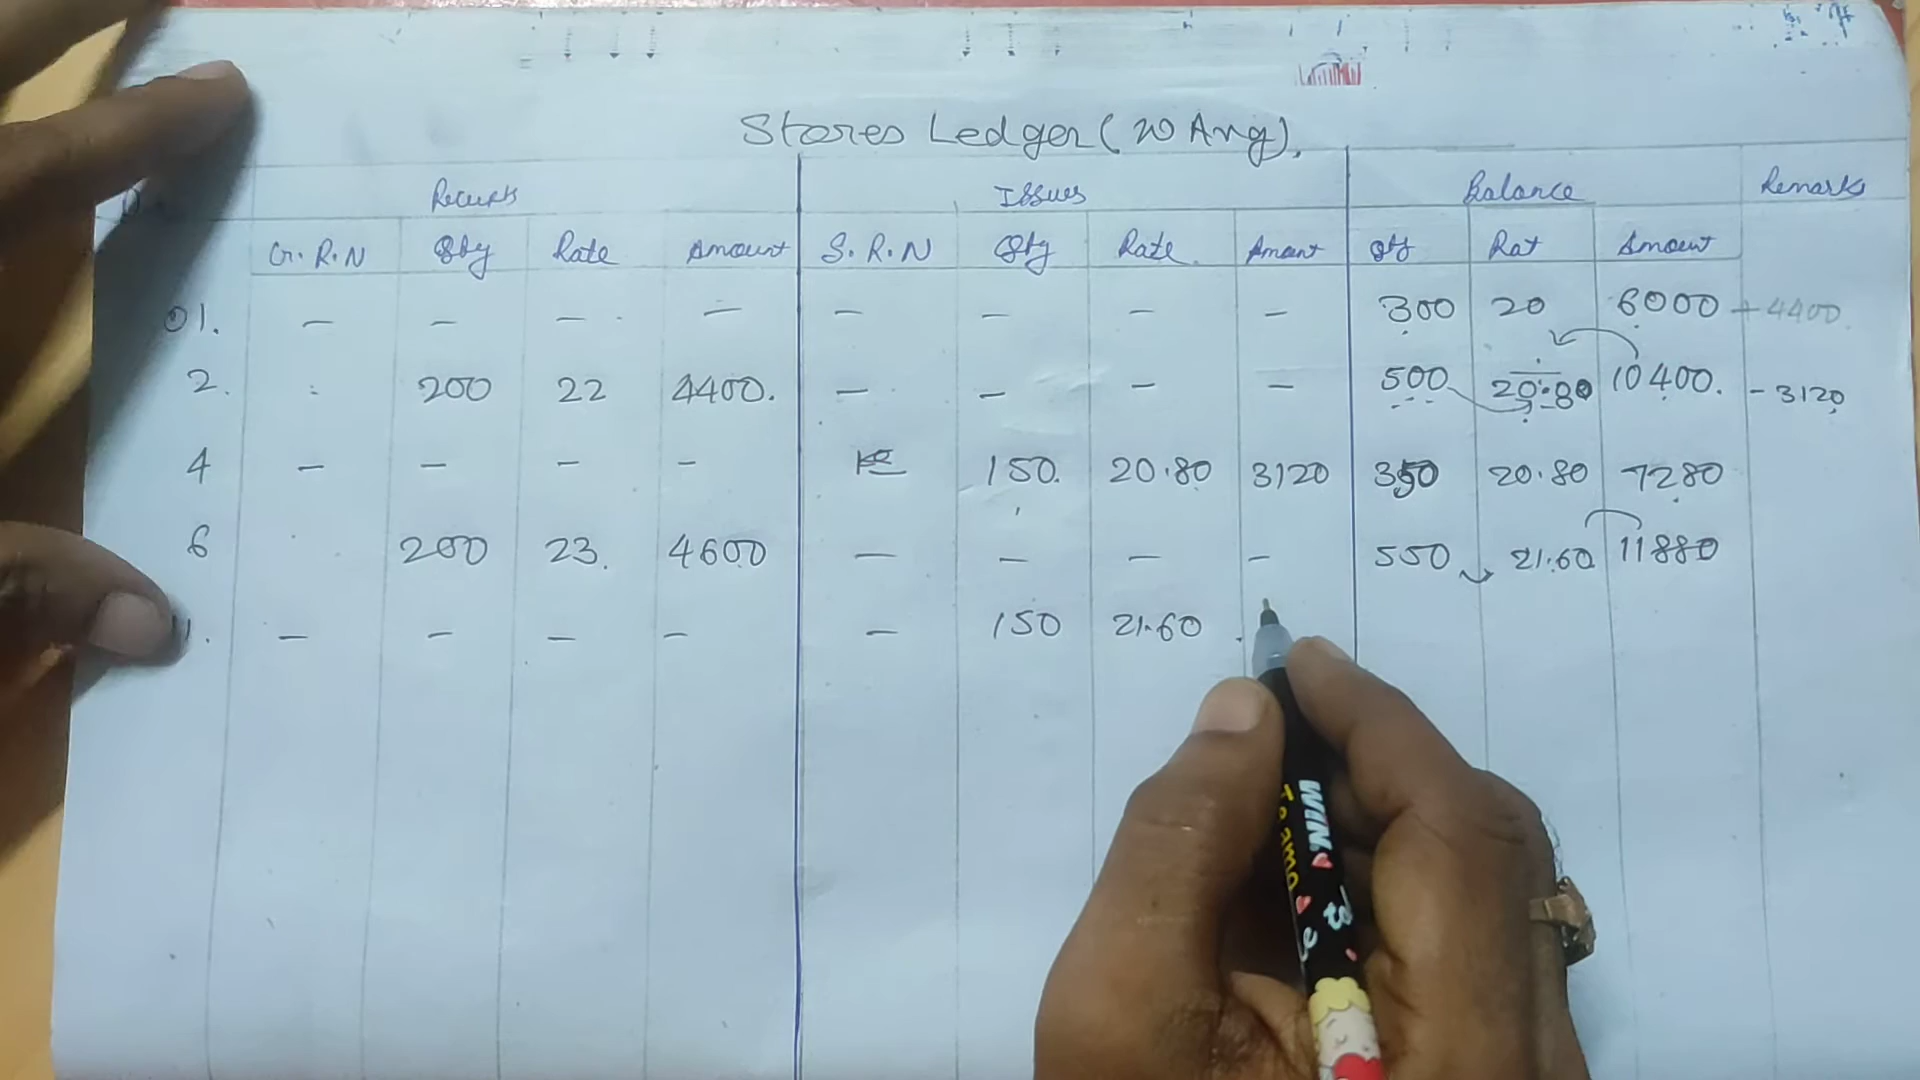 Stores Ledger (W Avg).
Receipts Issues Balance Remarks
G.R.N Qty Rate Amount S.R.N Qty Rate Amount Qty Rat Amount
01. - - - - - - - - 300 20 6000 + 4400.
2. 200 22 4400. - - - - 500 20.80 10400. - 3120
4 - - - - 150. 20.80 3120 350 20.80 7280
6 200 23. 4600 - - - - 550 21.60 11880
- - - - - 150 21.60
WIN